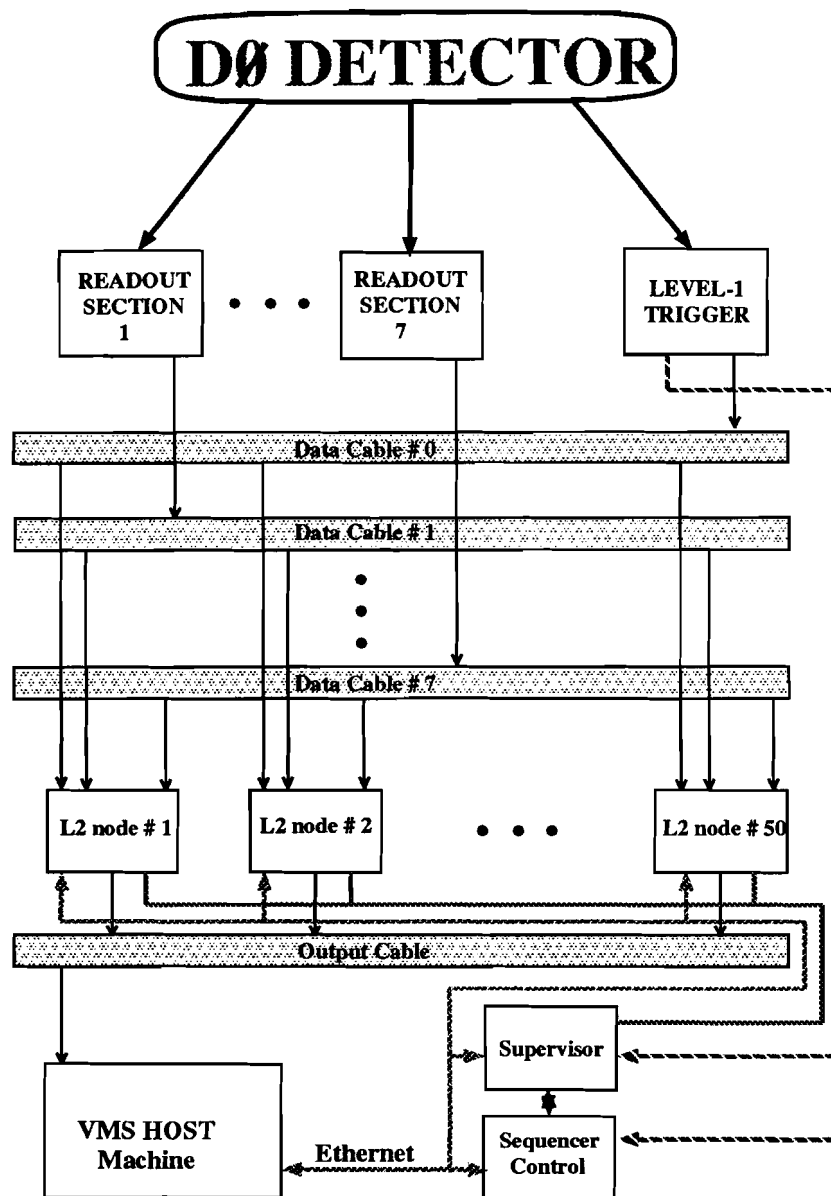 DØ DETECTOR
READOUT
SECTION
1
READOUT
SECTION
7
LEVEL-1
TRIGGER
Data Cable # 0
Data Cable # 1
Data Cable # 7
L2 node # 1
L2 node # 2
L2 node # 50
Output Cable
Supervisor
VMS HOST
Machine
Ethernet
Sequencer
Control